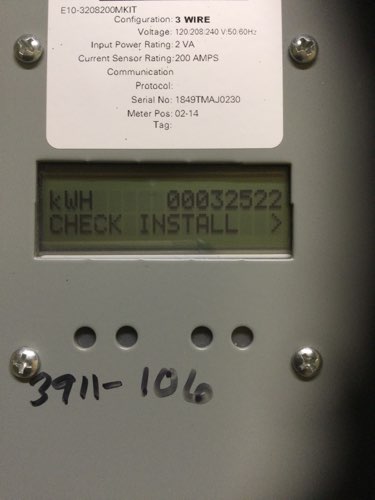 E10-3208200MKIT
Configuration: 3 WIRE
Voltage: 120:208:240 V:50:60Hz
Input Power Rating: 2 VA
Current Sensor Rating: 200 AMPS
Communication
Protocol:
Serial No: 1849TMAJ0230
Meter Pos: 02-14
Tag:
kWH 00032522
CHECK INSTALL >
3911-106